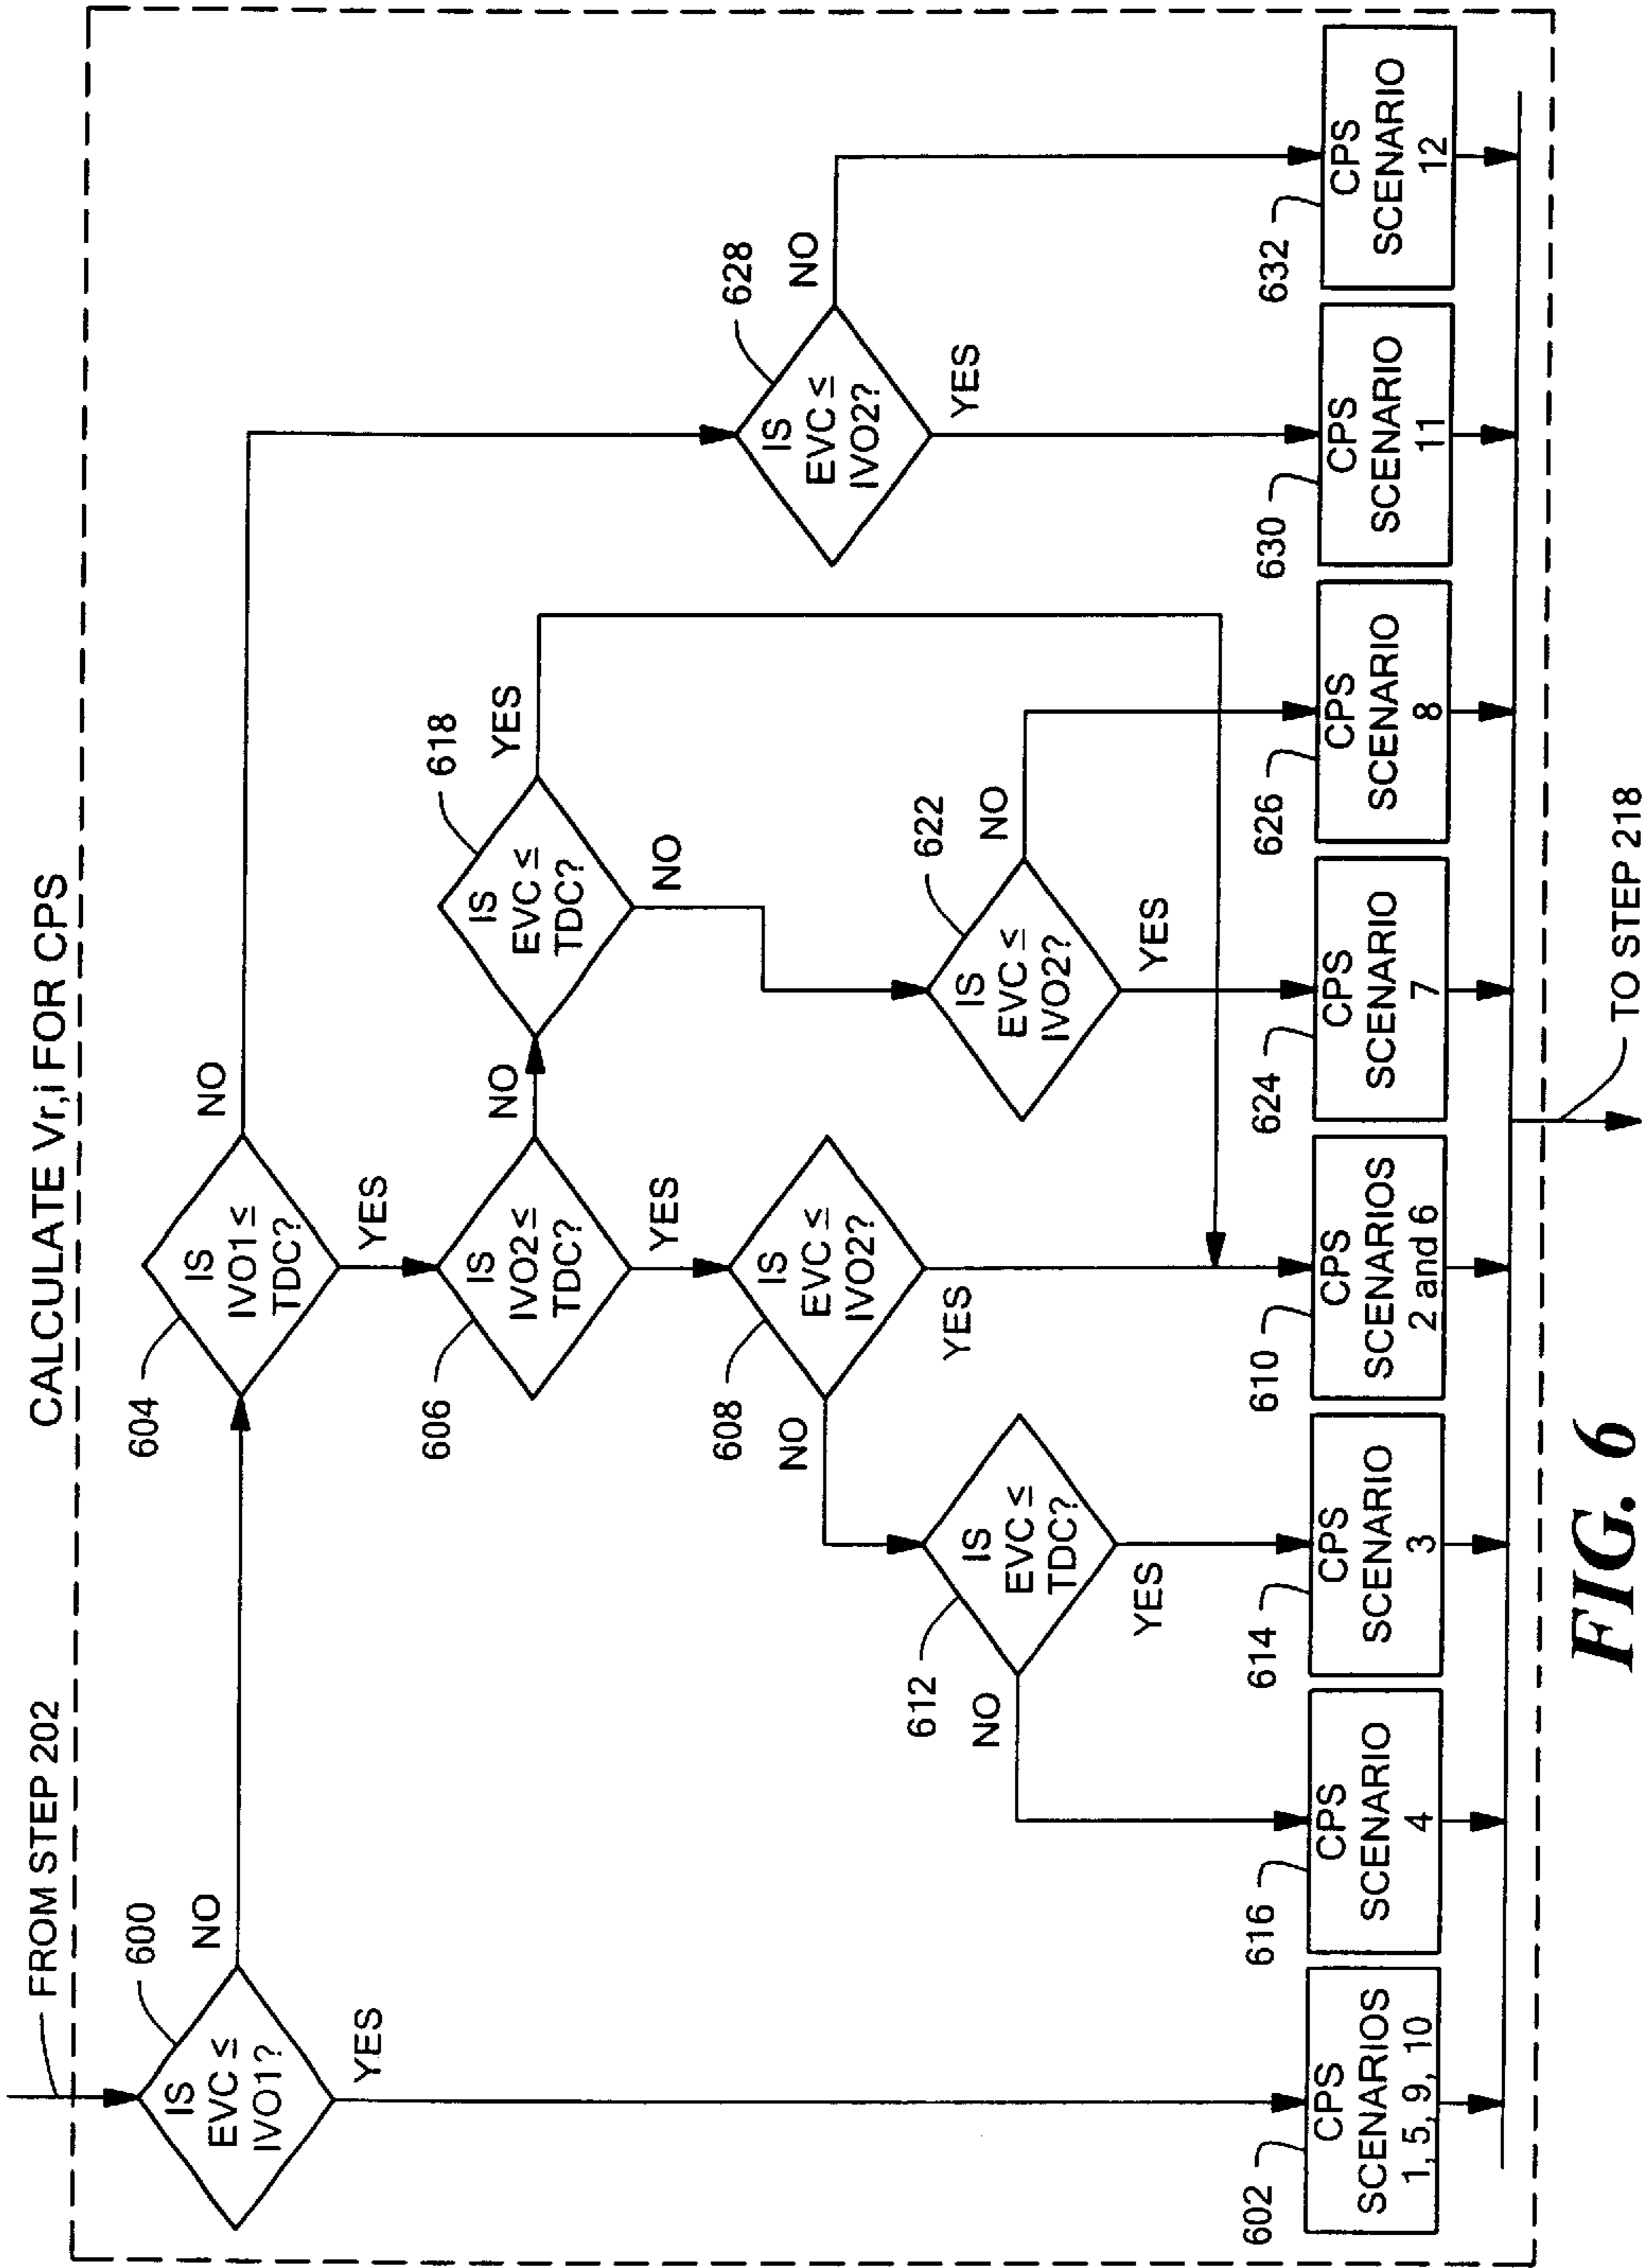 CALCULATE Vr,i FOR CPS
FROM STEP 202
600
IS
EVC ≤
IVO1?
NO
YES
604
IS
IVO1 ≤
TDC?
NO
YES
606
IS
IVO2 ≤
TDC?
NO
YES
618
IS
EVC ≤
TDC?
YES
NO
608
IS
EVC ≤
IVO2?
NO
YES
628
IS
EVC ≤
IVO2?
NO
YES
612
IS
EVC ≤
TDC?
NO
YES
622
IS
EVC ≤
IVO2?
NO
YES
602
CPS
SCENARIOS
1, 5, 9, 10
616
CPS
SCENARIO
4
614
CPS
SCENARIO
3
610
CPS
SCENARIOS
2 and 6
624
CPS
SCENARIO
7
626
CPS
SCENARIO
8
630
CPS
SCENARIO
11
632
CPS
SCENARIO
12
TO STEP 218
FIG. 6